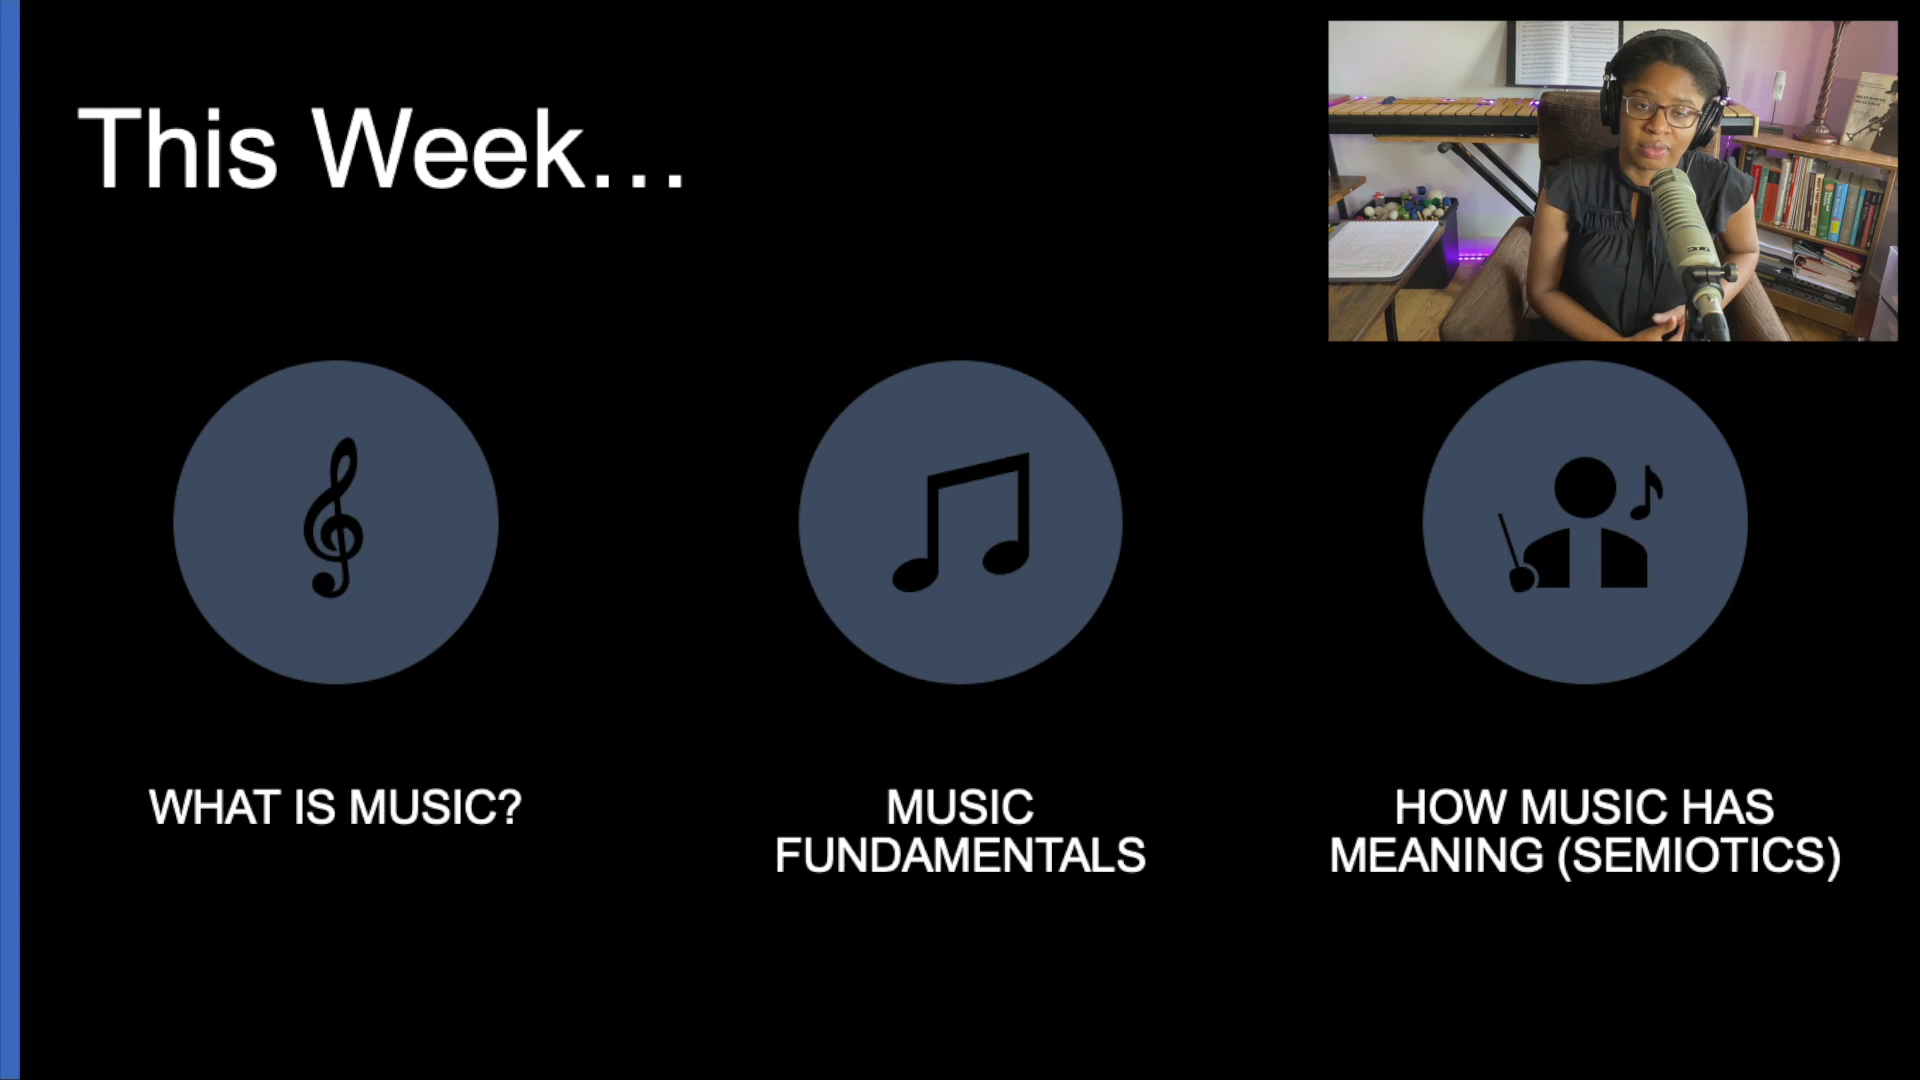 This Week...
WHAT IS MUSIC?
MUSIC
FUNDAMENTALS
HOW MUSIC HAS
MEANING (SEMIOTICS)